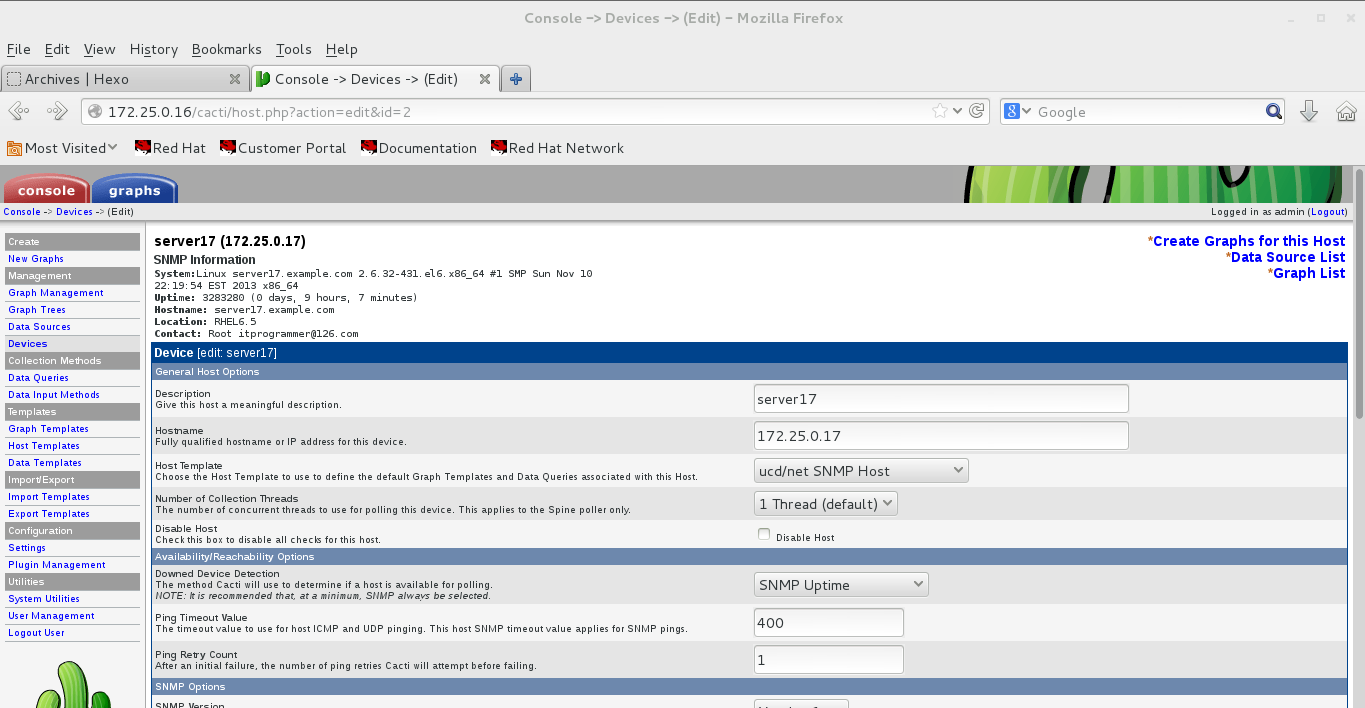 Console -> Devices -> (Edit) - Mozilla Firefox
File Edit View History Bookmarks Tools Help
Archives | Hexo
Console -> Devices -> (Edit)
172.25.0.16/cacti/host.php?action=edit&id=2
Google
Most Visited
Red Hat
Customer Portal
Documentation
Red Hat Network
console
graphs
Console -> Devices -> (Edit)
Logged in as admin (Logout)
Create
New Graphs
Management
Graph Management
Graph Trees
Data Sources
Devices
Collection Methods
Data Queries
Data Input Methods
Templates
Graph Templates
Host Templates
Data Templates
Import/Export
Import Templates
Export Templates
Configuration
Settings
Plugin Management
Utilities
System Utilities
User Management
Logout User
server17 (172.25.0.17)
SNMP Information
System:Linux server17.example.com 2.6.32-431.el6.x86_64 #1 SMP Sun Nov 10
22:19:54 EST 2013 x86_64
Uptime: 3283280 (0 days, 9 hours, 7 minutes)
Hostname: server17.example.com
Location: RHEL6.5
Contact: Root itprogrammer@126.com
*Create Graphs for this Host
*Data Source List
*Graph List
Device [edit: server17]
General Host Options
Description
Give this host a meaningful description.
server17
Hostname
Fully qualified hostname or IP address for this device.
172.25.0.17
Host Template
Choose the Host Template to use to define the default Graph Templates and Data Queries associated with this Host.
ucd/net SNMP Host
Number of Collection Threads
The number of concurrent threads to use for polling this device. This applies to the Spine poller only.
1 Thread (default)
Disable Host
Check this box to disable all checks for this host.
Disable Host
Availability/Reachability Options
Downed Device Detection
The method Cacti will use to determine if a host is available for polling.
NOTE: It is recommended that, at a minimum, SNMP always be selected.
SNMP Uptime
Ping Timeout Value
The timeout value to use for host ICMP and UDP pinging. This host SNMP timeout value applies for SNMP pings.
400
Ping Retry Count
After an initial failure, the number of ping retries Cacti will attempt before failing.
1
SNMP Options
SNMP Version